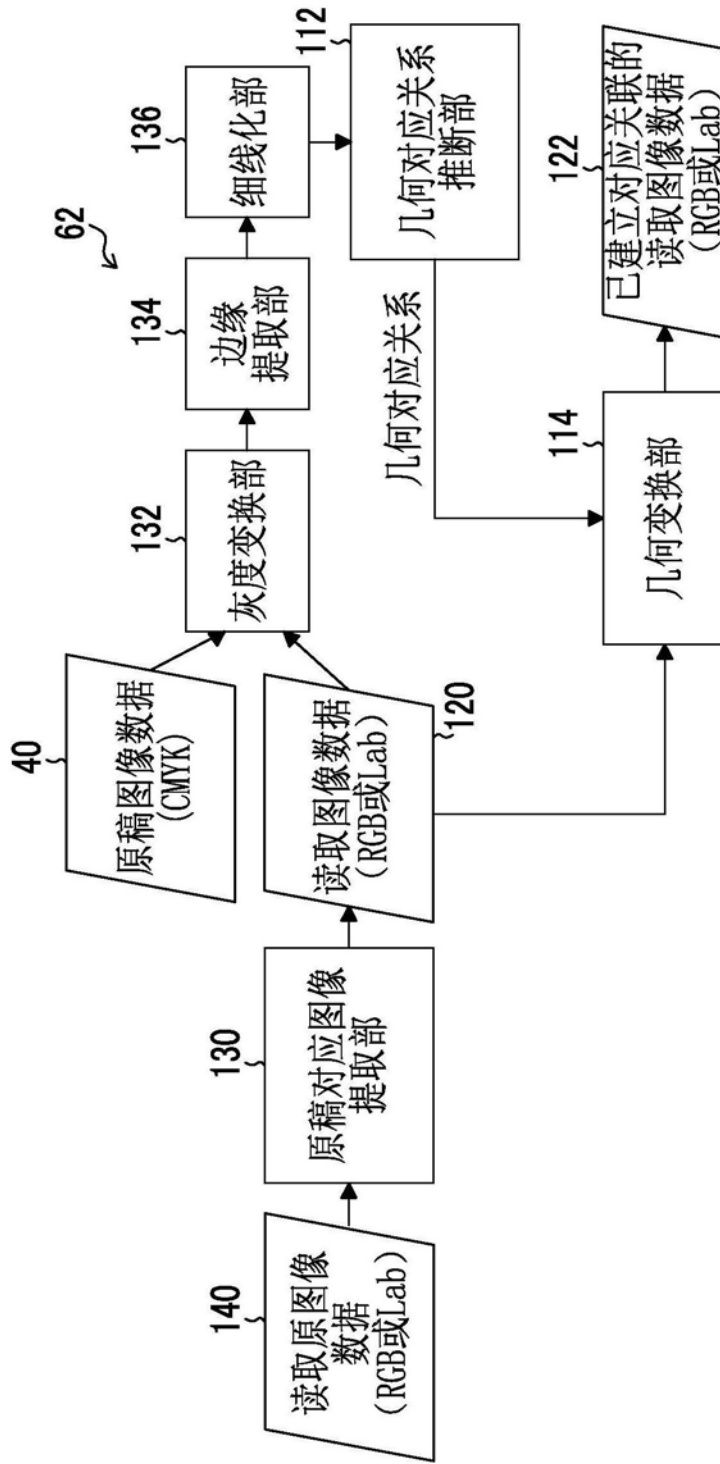 62
40
原稿图像数据
(CMYK)
132
灰度变换部
134
边缘
提取部
136
细线化部
140
读取原图像
数据
(RGB或Lab)
130
原稿对应图像
提取部
读取图像数据
(RGB或Lab)
120
几何对应关系
112
几何对应关系
推断部
114
几何变换部
122
已建立对应关联的
读取图像数据
(RGB或Lab)